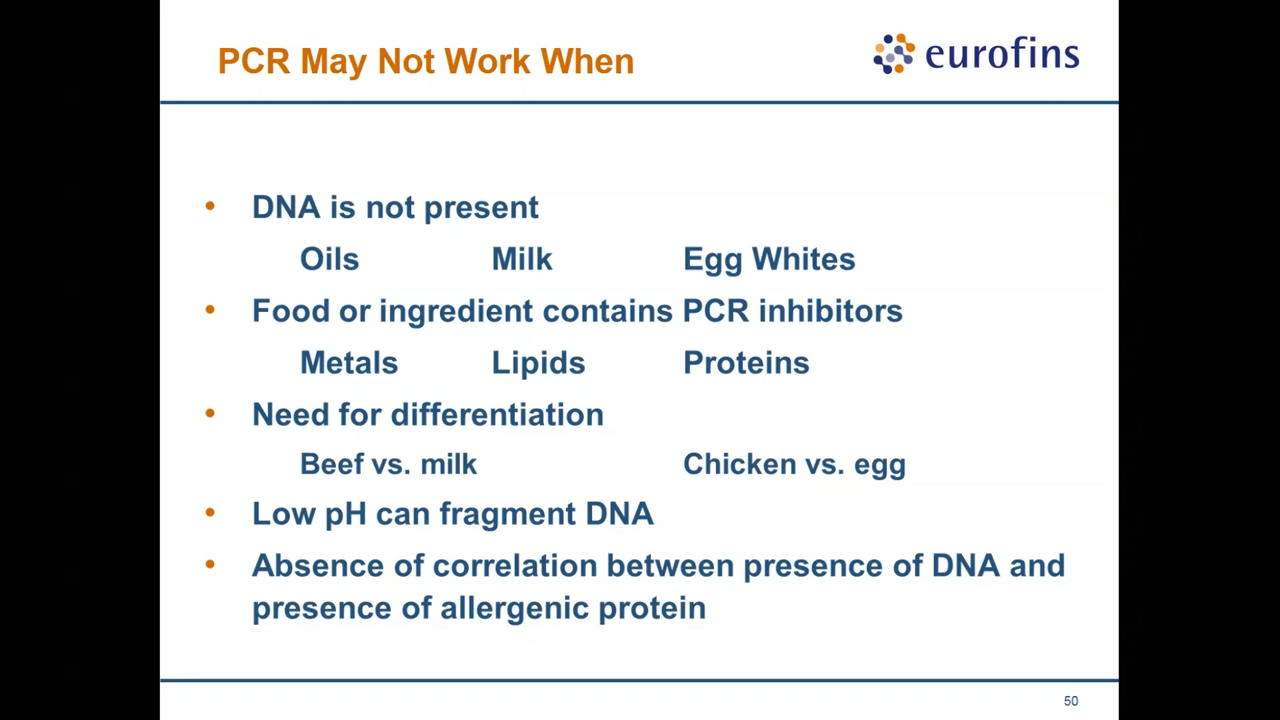 PCR May Not Work When
eurofins
• DNA is not present
Oils Milk Egg Whites
• Food or ingredient contains PCR inhibitors
Metals Lipids Proteins
• Need for differentiation
Beef vs. milk Chicken vs. egg
• Low pH can fragment DNA
• Absence of correlation between presence of DNA and
presence of allergenic protein
50